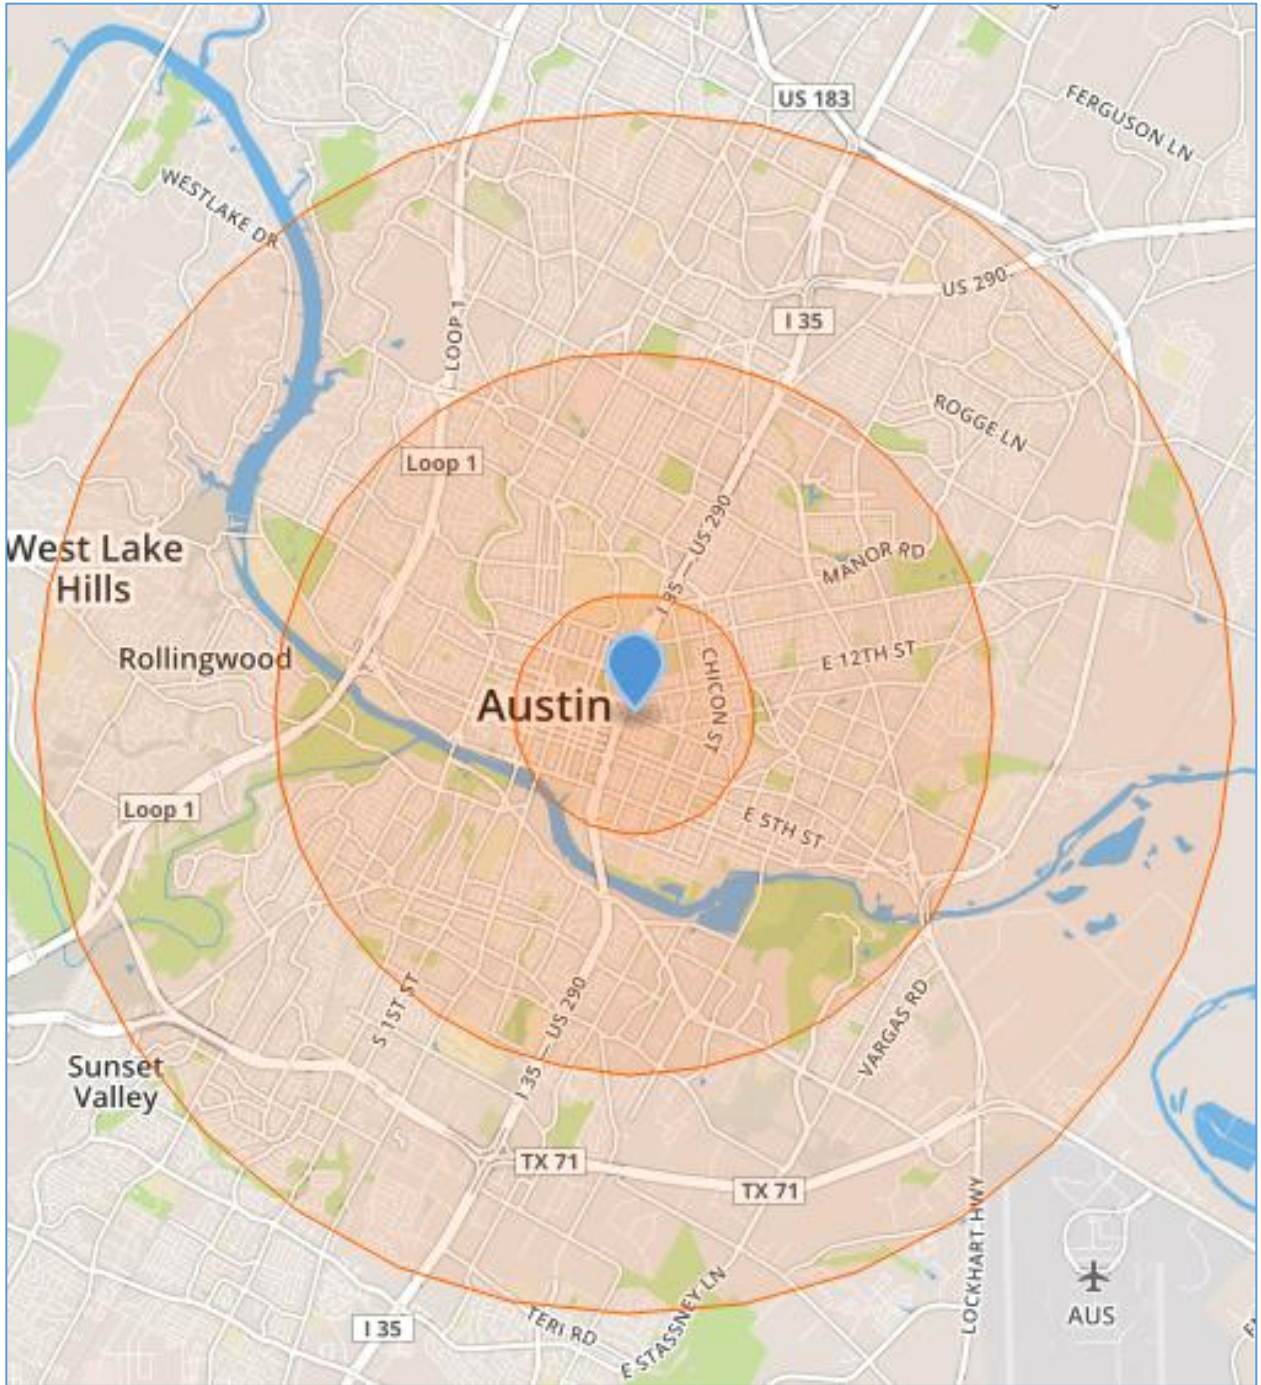 US 183
FERGUSON LN
WESTLAKE DR
US 290
I 35
LOOP 1
ROGGE LN
Loop 1
I 35 — US 290
MANOR RD
West Lake
Hills
E 12TH ST
CHICON ST
Rollingwood
Austin
Loop 1
E 5TH ST
S 1ST ST
I 35 — US 290
VARGAS RD
Sunset
Valley
TX 71
TX 71
LOCKHART HWY
AUS
E STASSNEY LN
TERI RD
I 35